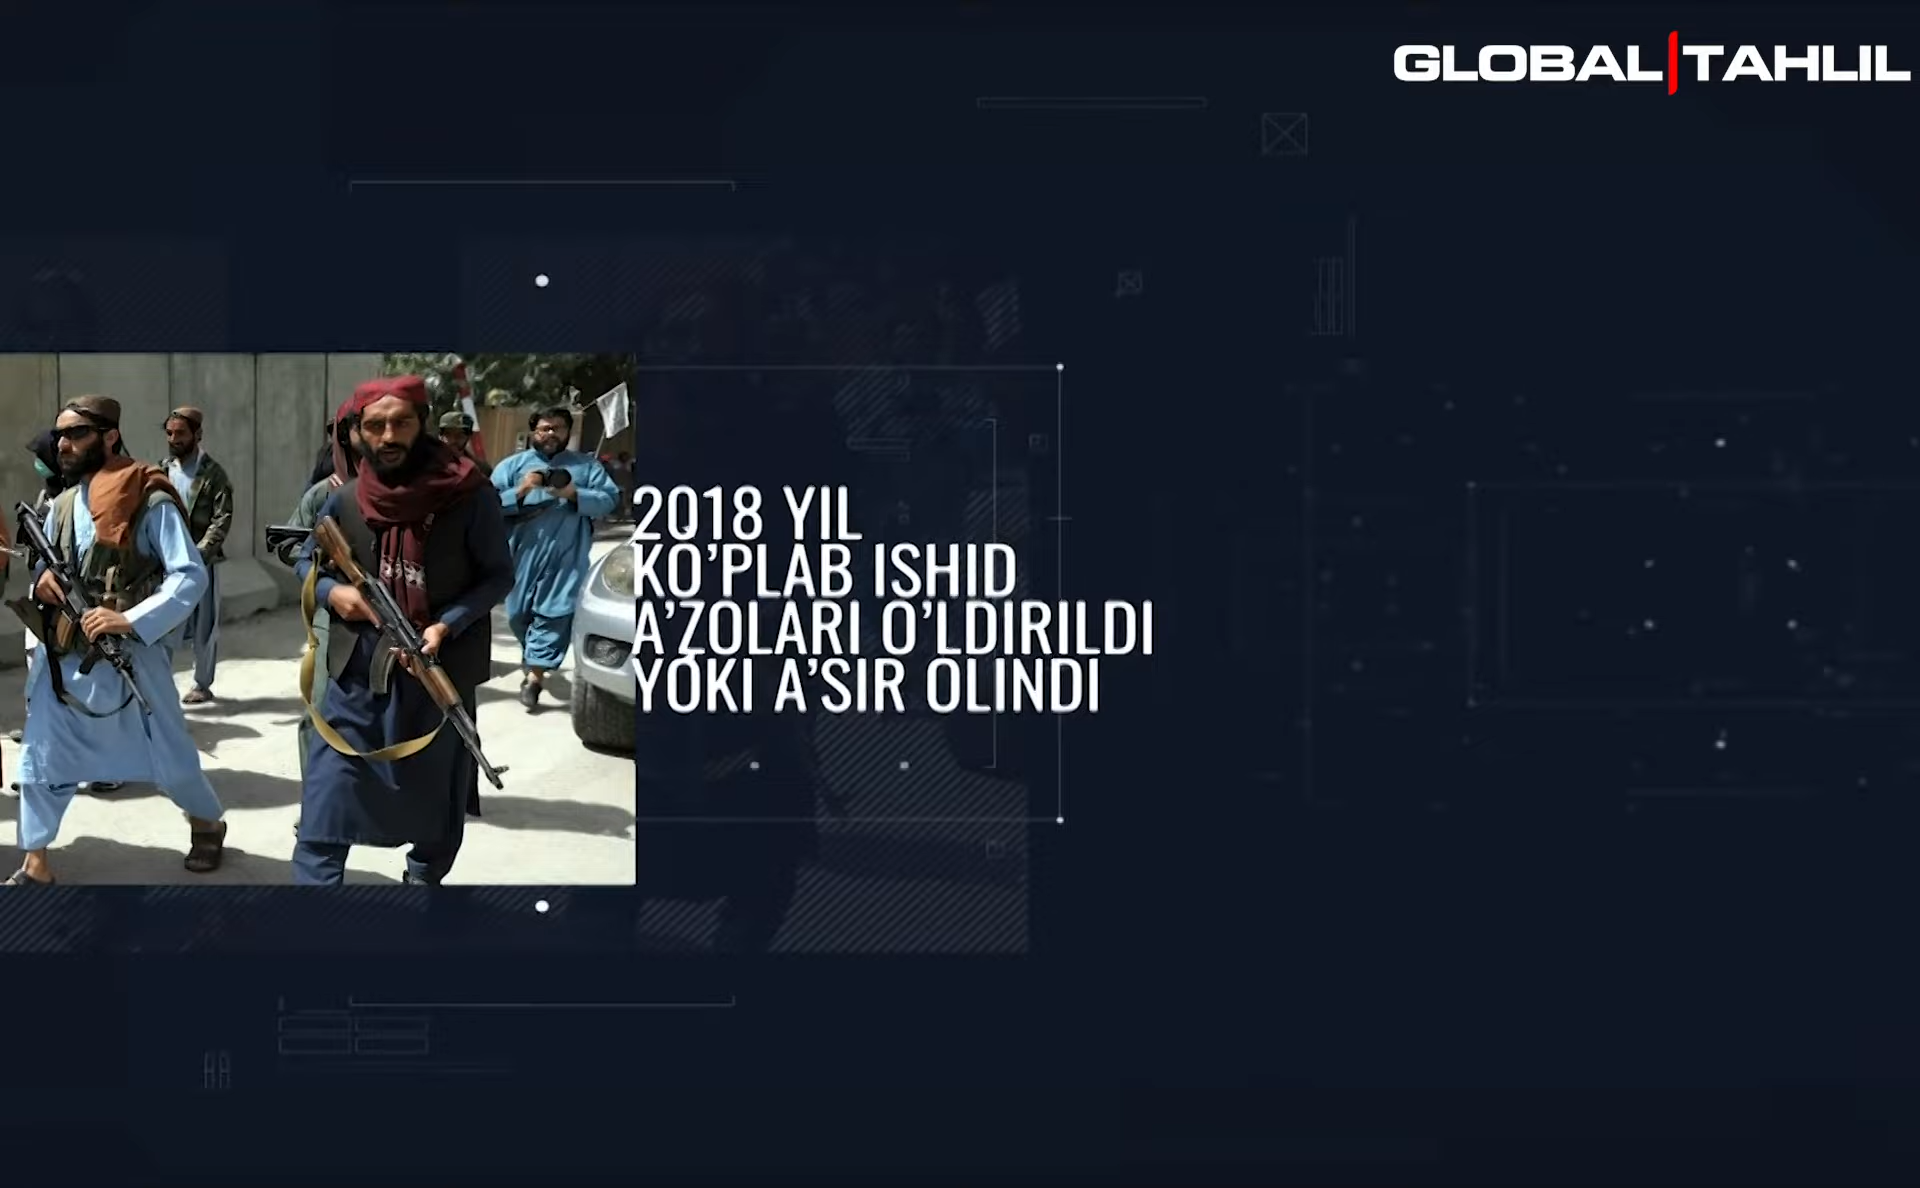 GLOBAL|TAHLIL
2018 YIL
KO’PLAB ISHID
A’ZOLARI O’LDIRILDI
YOKI A’SIR OLINDI